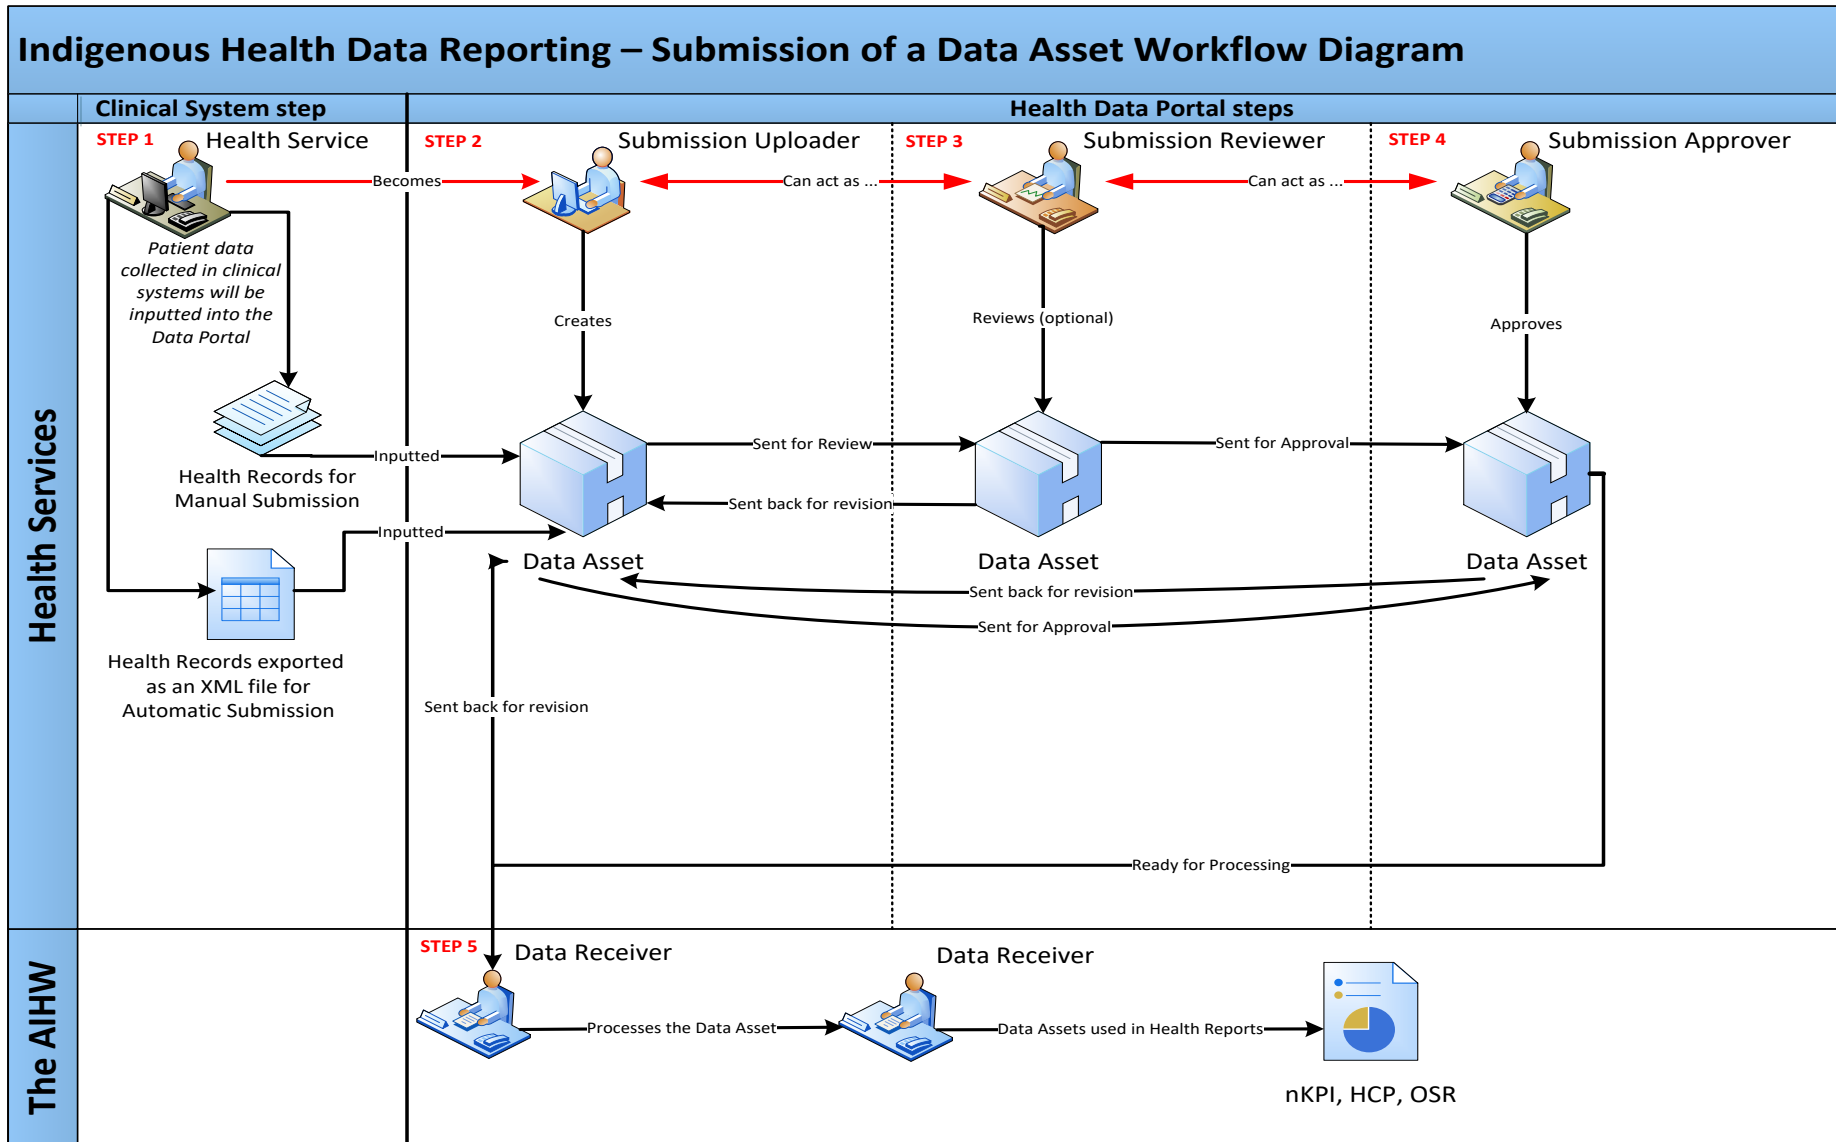 Indigenous Health Data Reporting – Submission of a Data Asset Workflow Diagram
Clinical System step
Health Data Portal steps
Health Services
STEP 1
Health Service
STEP 2
Submission Uploader
STEP 3
Submission Reviewer
STEP 4
Submission Approver
Becomes
Can act as ...
Can act as ...
Patient data
collected in clinical
systems will be
inputted into the
Data Portal
Creates
Reviews (optional)
Approves
Inputted
Sent for Review
Sent for Approval
Health Records for
Manual Submission
Sent back for revision
Inputted
Data Asset
Data Asset
Data Asset
Sent back for revision
Sent for Approval
Health Records exported
as an XML file for
Automatic Submission
Sent back for revision
Ready for Processing
The AIHW
STEP 5
Data Receiver
Data Receiver
Processes the Data Asset
Data Assets used in Health Reports
nKPI, HCP, OSR